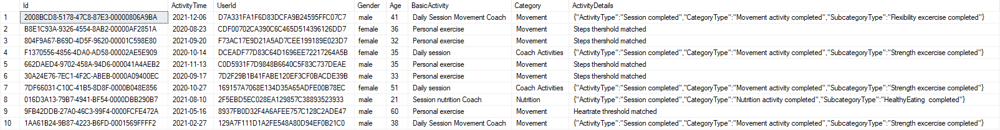 Id ActivityTime UserId Gender Age BasicActivity Category ActivityDetails
1 2008BCD8-5178-47C8-87E3-00000806A9BA 2021-12-06 D7A331FA1F6D83DCFA9B24595FFC07C7 male 41 Daily Session Movement Coach Movement {"ActivityType":"Session completed","CategoryType":"Movement activity completed","SubcategoryType":"Flexibility excercise completed"}
2 B8E1C93A-9326-4554-8AB2-00000AF2851A 2020-08-23 CDF00702CA390C6C465D514396126DD7 female 36 Personal exercise Movement Steps thershold matched
3 804F9A67-B69D-4D5F-9620-00001C598E80 2021-09-20 F73AC17E9D21A5AD7CEE199189E023D7 female 32 Personal exercise Movement Steps thershold matched
4 F1370556-4856-4DA0-AD58-00002AE5E909 2020-10-14 DCEADF77D83C64D1696EE72217264A5B female 35 Daily session Coach Activities {"ActivityType":"Session completed","CategoryType":"Movement activity completed","SubcategoryType":"Strength excercise completed"}
5 662DAED4-9702-458A-94D6-000041A4AEB2 2021-11-13 C0D5931F7D9848B6640C5F83C737DEAE male 35 Personal exercise Movement Steps thershold matched
6 30A24E76-7EC1-4F2C-ABEB-0000A09400EC 2020-09-17 7D2F29B1B41FABE120EF3CF0BACDE39B male 33 Personal exercise Movement Steps thershold matched
7 7DF66031-C10C-41B5-8D8F-0000B048E856 2020-10-27 169157A7068E134D35A65ADFE00B78EC female 51 Daily session Coach Activities {"ActivityType":"Session completed","CategoryType":"Movement activity completed","SubcategoryType":"Strength excercise completed"}
8 016D3A13-79B7-4941-BF54-0000DBB290B7 2021-08-10 2F5EBD5EC028EA129857C38893523933 male 21 Session nutrition Coach Nutrition {"ActivityType":"Session completed","CategoryType":"Nutrition activity completed","SubcategoryType":"HealthyEating  completed"}
9 9FB42DDB-27A0-46C3-99F4-0000FCFE472A 2021-05-16 8937FB0D32F4A6AFEE757C128C2ADE47 male 60 Personal exercise Movement Heartrate threshold matched
10 1AA61B24-9B87-4223-B6FD-0001569FFFF2 2021-02-27 129A7F111D1A2FE548A80D94EF0B21C0 male 38 Daily Session Movement Coach Movement {"ActivityType":"Session completed","CategoryType":"Movement activity completed","SubcategoryType":"Strength excercise completed"}